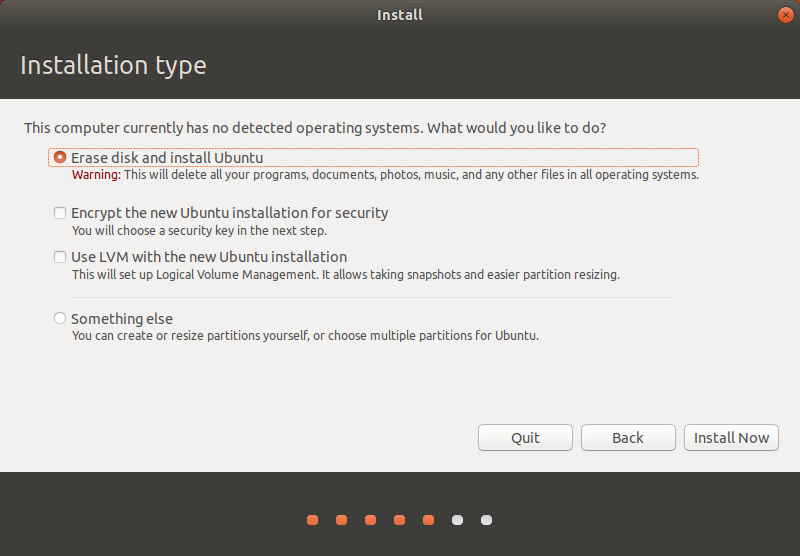 Install
Installation type
This computer currently has no detected operating systems. What would you like to do?
Erase disk and install Ubuntu
Warning: This will delete all your programs, documents, photos, music, and any other files in all operating systems.
Encrypt the new Ubuntu installation for security
You will choose a security key in the next step.
Use LVM with the new Ubuntu installation
This will set up Logical Volume Management. It allows taking snapshots and easier partition resizing.
Something else
You can create or resize partitions yourself, or choose multiple partitions for Ubuntu.
Quit
Back
Install Now